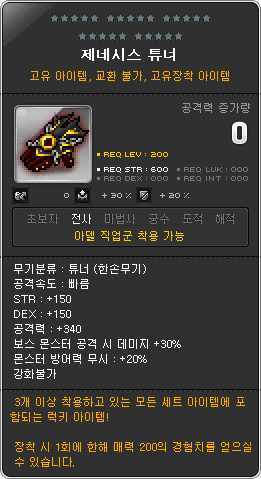 제네시스 튜너
고유 아이템, 교환 불가, 고유장착 아이템
공격력 증가량
0
REQ LEV : 200
REQ STR : 600 REQ LUK : 000
REQ DEX : 000 REQ INT : 000
0 + 30 % + 20 %
초보자 전사 마법사 궁수 도적 해적
아델 직업군 착용 가능
무기분류 : 튜너 (한손무기)
공격속도 : 빠름
STR : +150
DEX : +150
공격력 : +340
보스 몬스터 공격 시 데미지 +30%
몬스터 방어력 무시 : +20%
강화불가
3개 이상 착용하고 있는 모든 세트 아이템에 포
함되는 럭키 아이템!
장착 시 1회에 한해 매력 200의 경험치를 얻으실
수 있습니다.